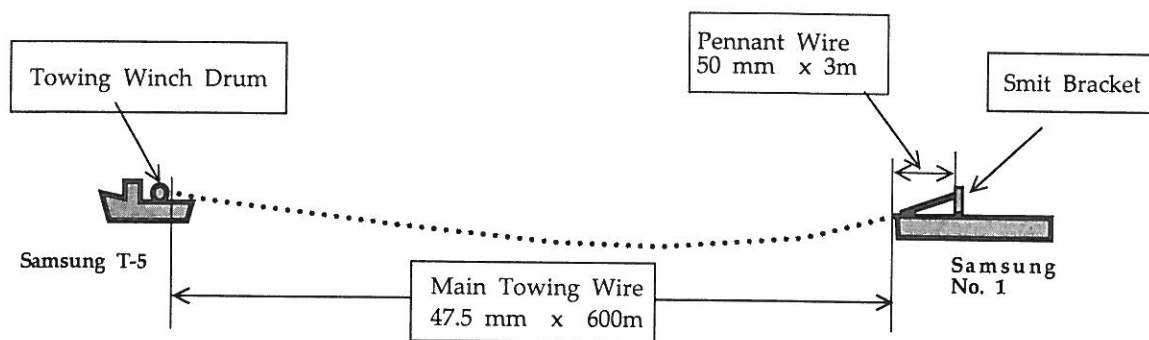 Pennant Wire
50 mm x 3m
Towing Winch Drum
Smit Bracket
Samsung T-5
Samsung
No. 1
Main Towing Wire
47.5 mm x 600m